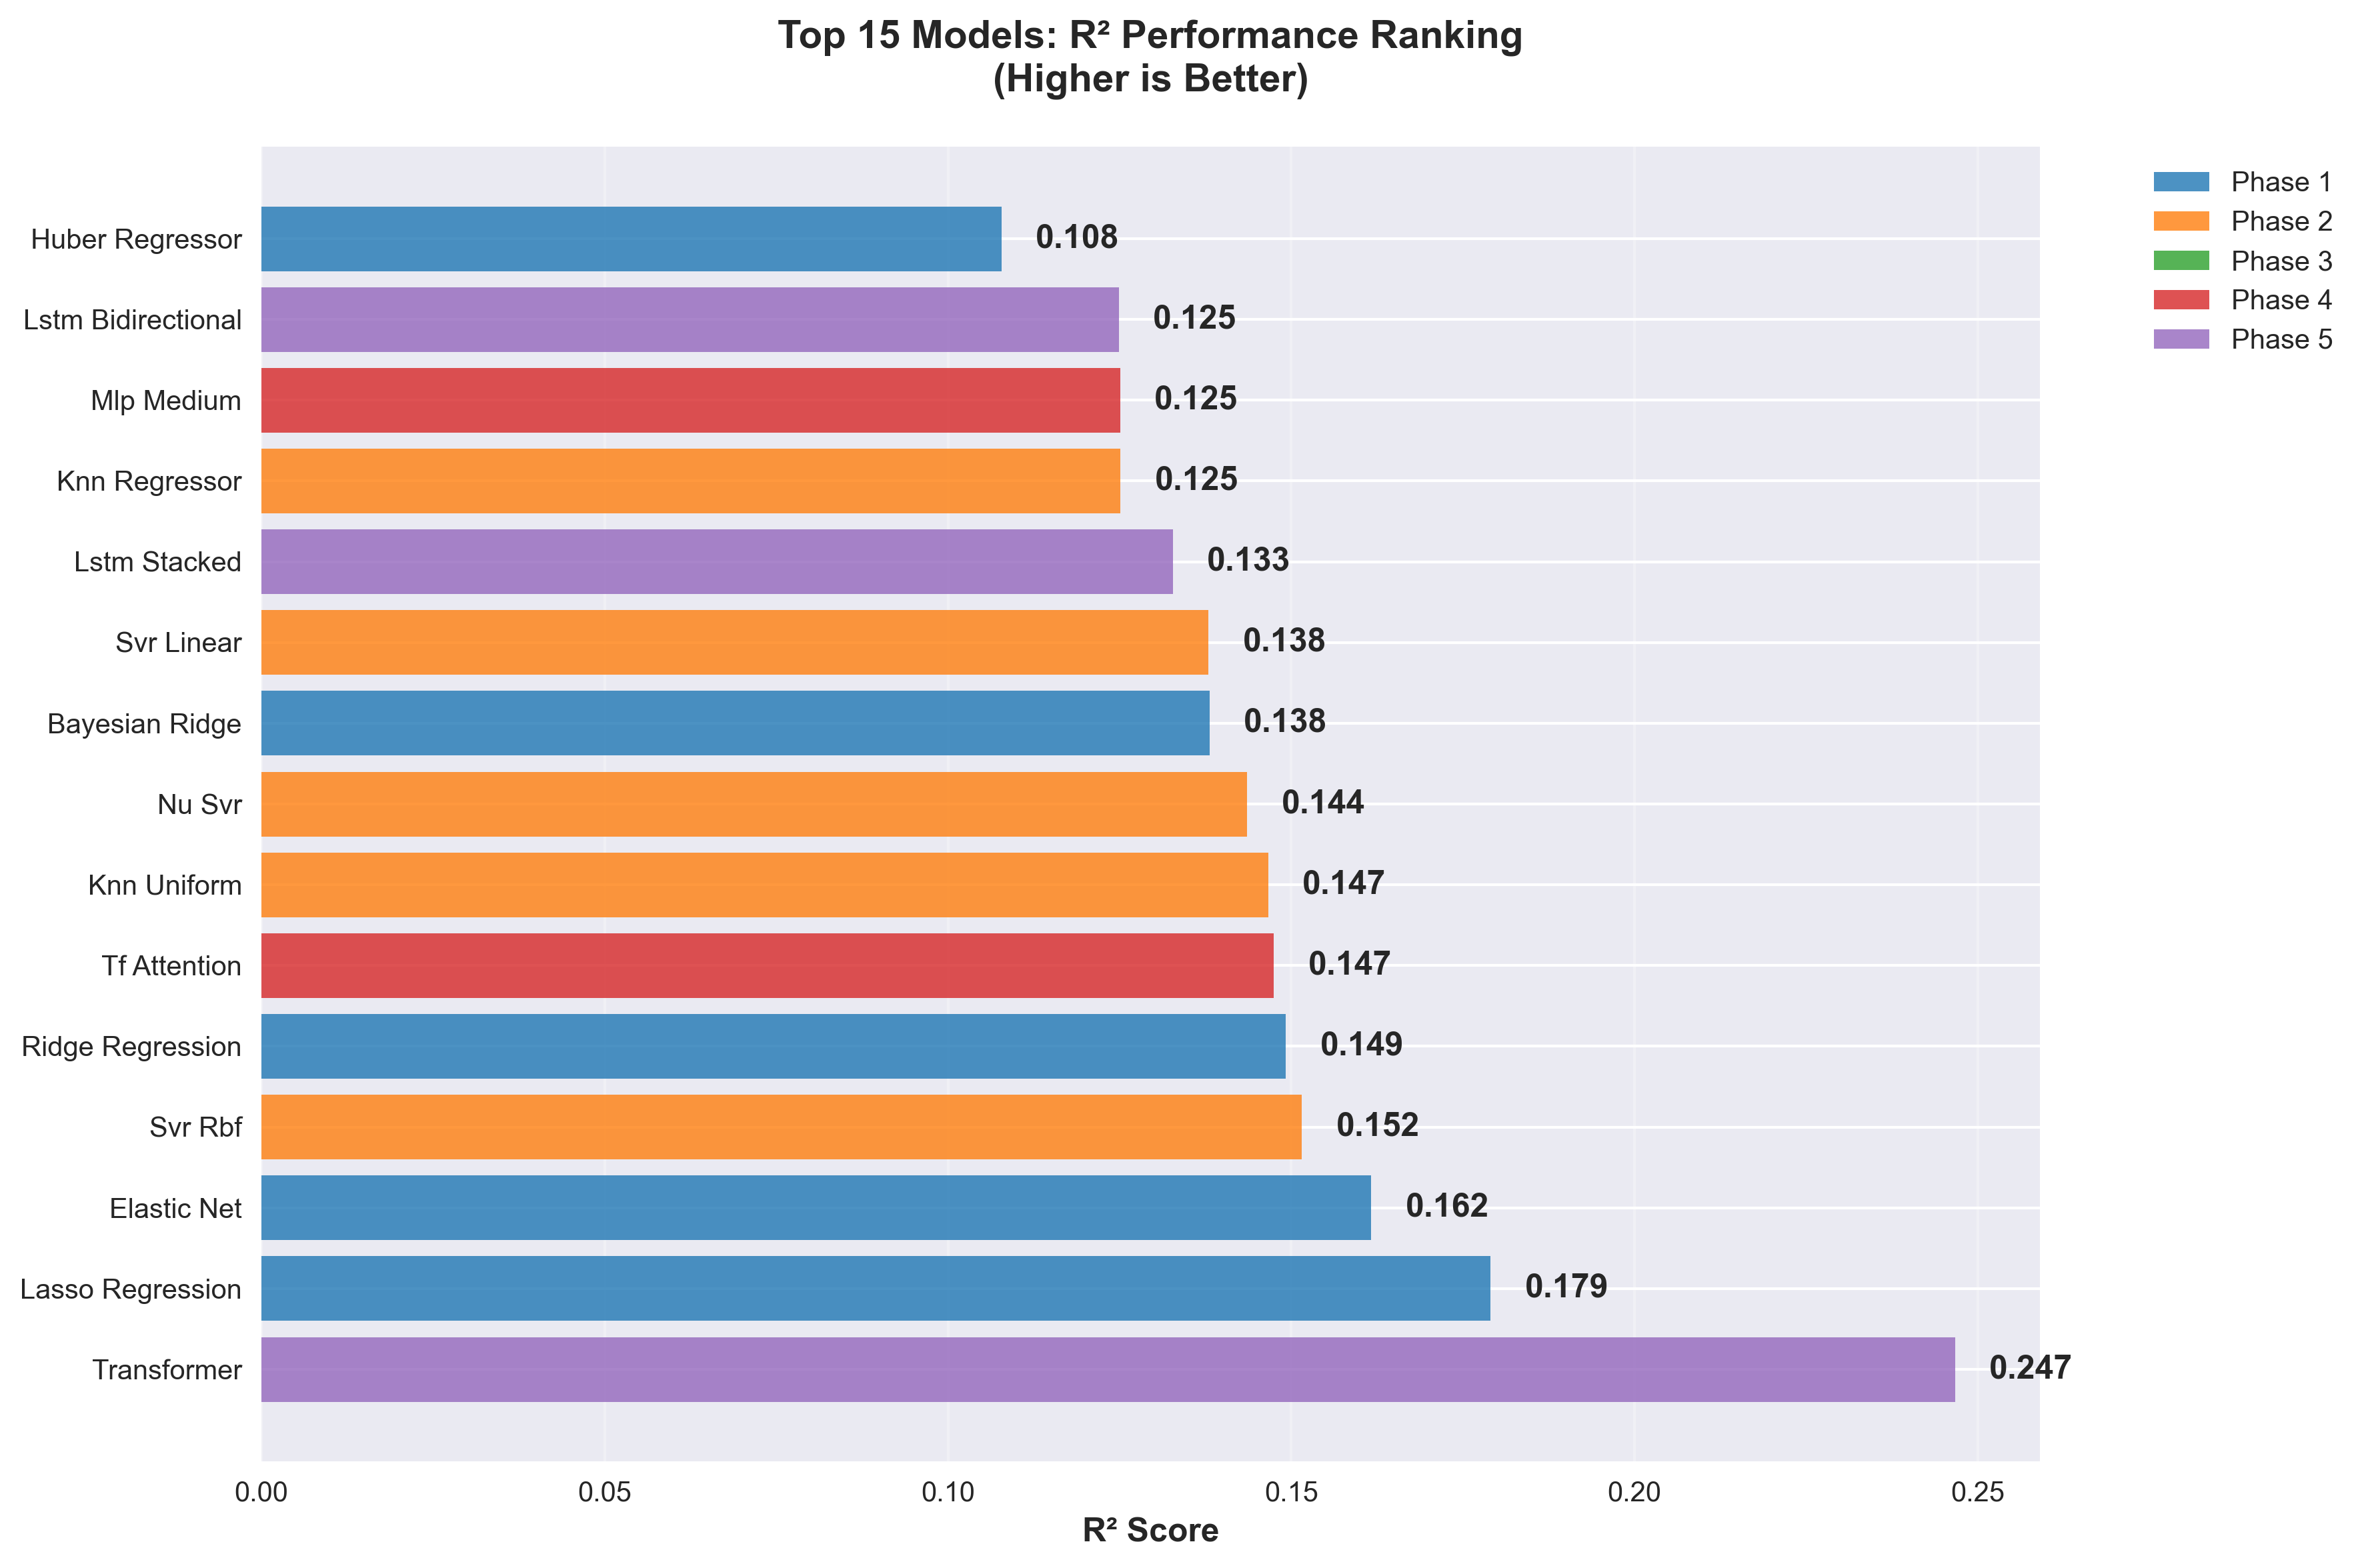 Top 15 Models: R² Performance Ranking
(Higher is Better)
Huber Regressor 0.108
Lstm Bidirectional 0.125
Mlp Medium 0.125
Knn Regressor 0.125
Lstm Stacked 0.133
Svr Linear 0.138
Bayesian Ridge 0.138
Nu Svr 0.144
Knn Uniform 0.147
Tf Attention 0.147
Ridge Regression 0.149
Svr Rbf 0.152
Elastic Net 0.162
Lasso Regression 0.179
Transformer 0.247
0.00 0.05 0.10 0.15 0.20 0.25
R² Score
Phase 1
Phase 2
Phase 3
Phase 4
Phase 5